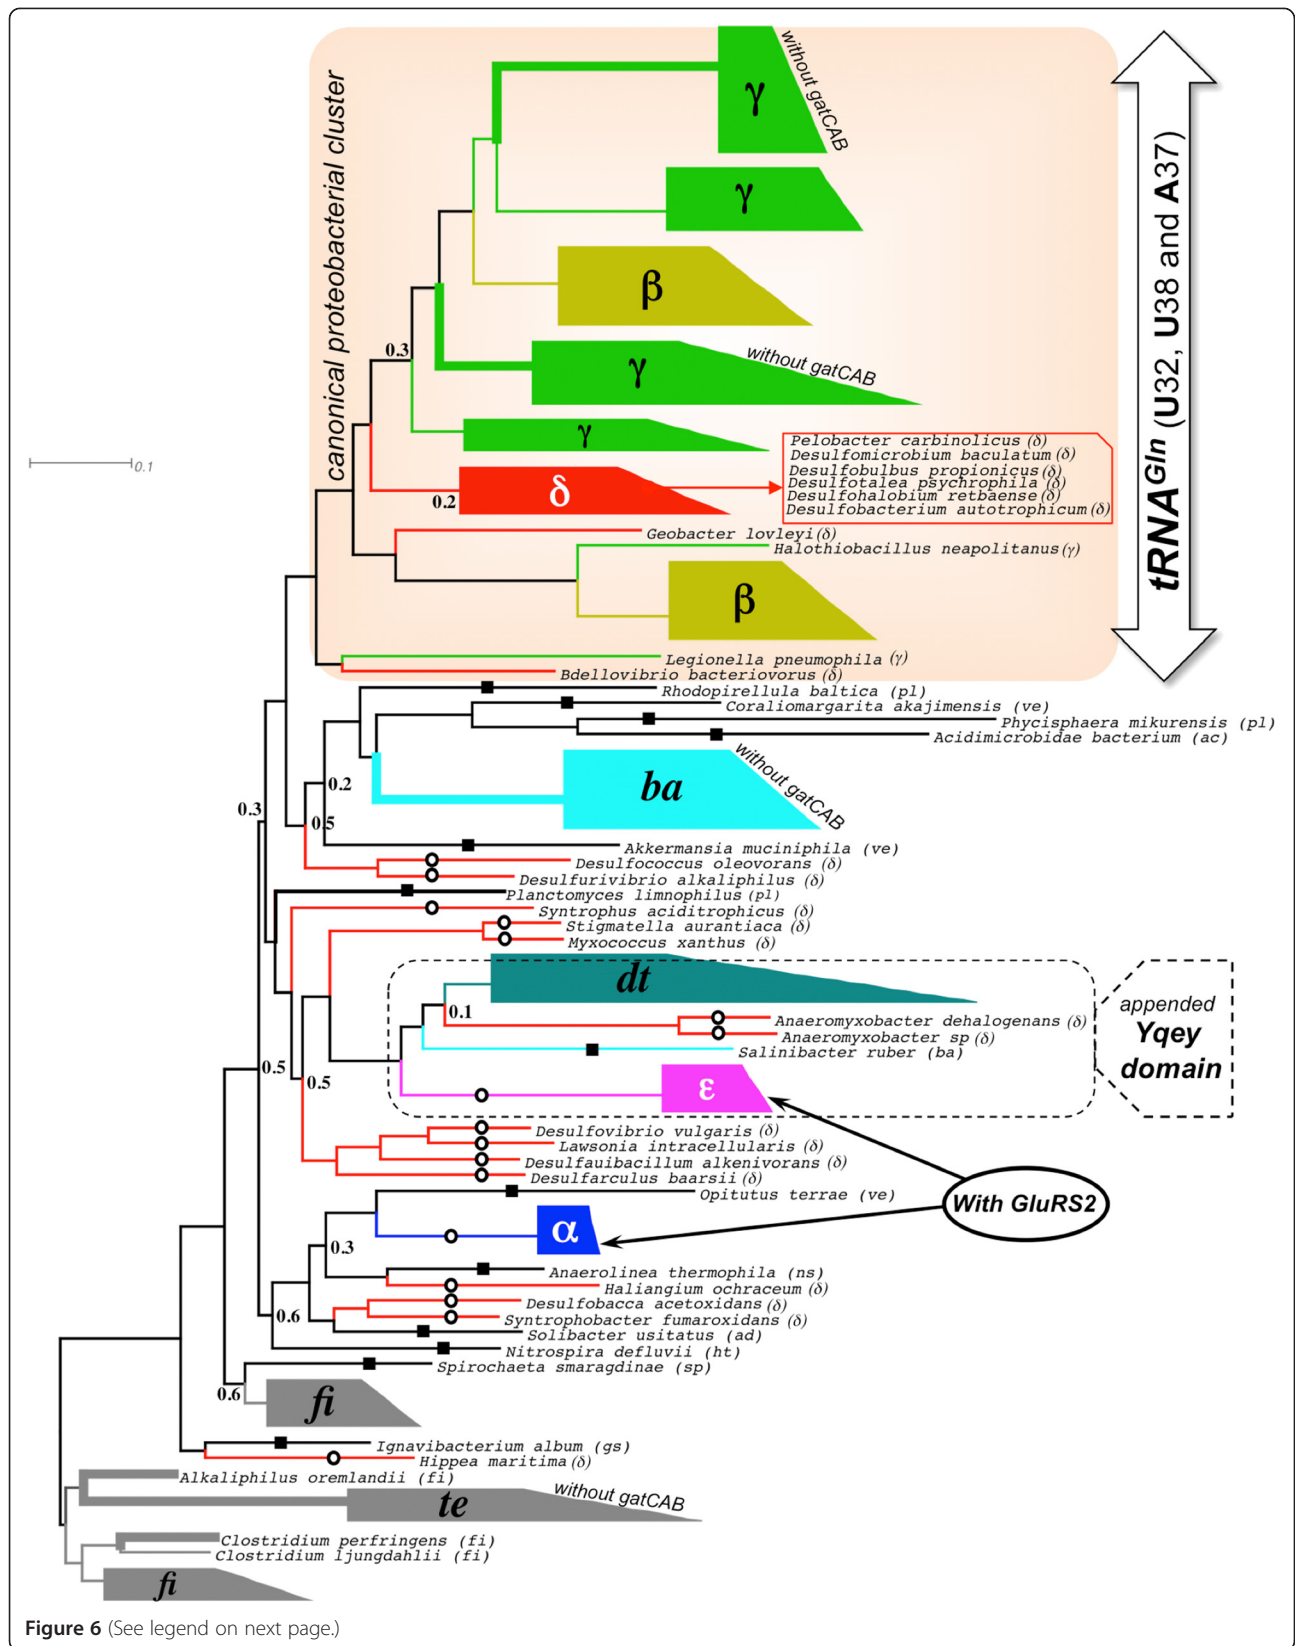 canonical proteobacterial cluster
γ
without gatCAB
γ
β
γ
without gatCAB
0.3
γ
δ
0.2
Pelobacter carbinolicus (δ)
Desulfomicrobium baculatum (δ)
Desulfobulbus propionicus (δ)
Desulfotalea psychrophila (δ)
Desulfohalobium retbaense (δ)
Desulfobacterium autotrophicum (δ)
tRNAGln (U32, U38 and A37)
0.1
Geobacter lovleyi (δ)
Halothiobacillus neapolitanus (γ)
β
Legionella pneumophila (γ)
Bdellovibrio bacteriovorus (δ)
Rhodopirellula baltica (pl)
Coraliomargarita akajimensis (ve)
Phycisphaera mikurensis (pl)
Acidimicrobidae bacterium (ac)
ba
without gatCAB
0.2
0.3
0.5
Akkermansia muciniphila (ve)
Desulfococcus oleovorans (δ)
Desulfurivibrio alkaliphilus (δ)
Planctomyces limnophilus (pl)
Syntrophus aciditrophicus (δ)
Stigmatella aurantiaca (δ)
Myxococcus xanthus (δ)
dt
0.1
Anaeromyxobacter dehalogenans (δ)
Anaeromyxobacter sp (δ)
Salinibacter ruber (ba)
ε
appended
Yqey
domain
0.5
0.5
Desulfovibrio vulgaris (δ)
Lawsonia intracellularis (δ)
Desulfauibacillum alkenivorans (δ)
Desulfarculus baarsii (δ)
Opitutus terrae (ve)
With GluRS2
α
0.3
Anaerolinea thermophila (ns)
Haliangium ochraceum (δ)
Desulfobacca acetoxidans (δ)
0.6
Syntrophobacter fumaroxidans (δ)
Solibacter usitatus (ad)
Nitrospira defluvii (ht)
Spirochaeta smaragdinae (sp)
0.6
fi
Ignavibacterium album (gs)
Hippea maritima (δ)
Alkaliphilus oremlandii (fi)
te
without gatCAB
Clostridium perfringens (fi)
Clostridium ljungdahlii (fi)
fi
Figure 6 (See legend on next page.)